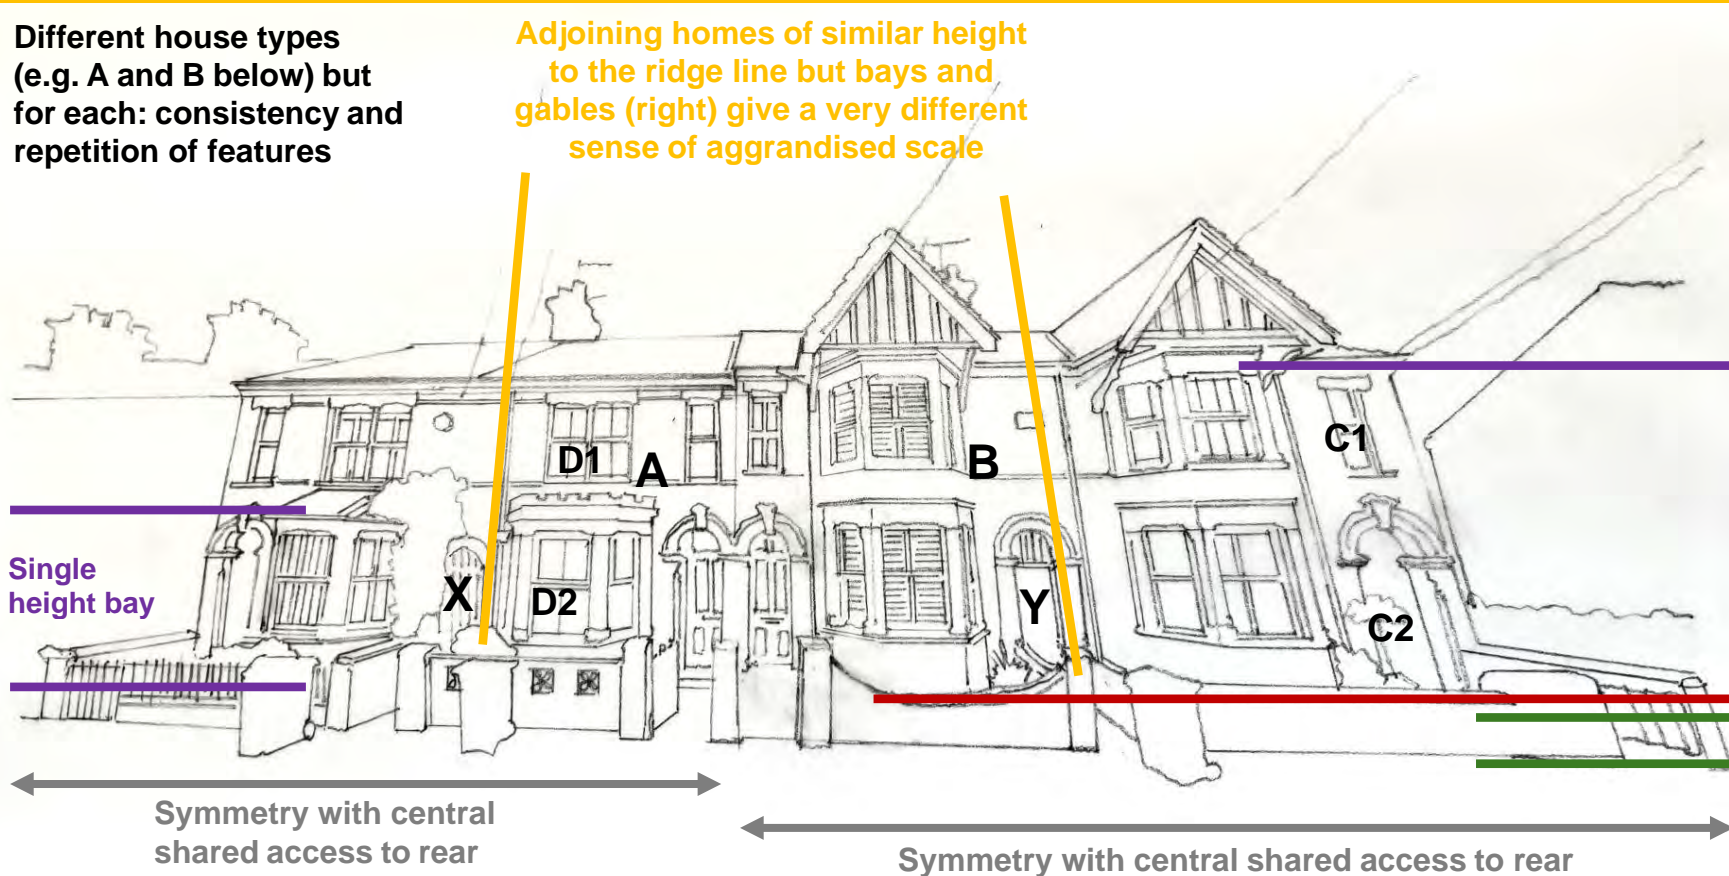 Different house types
(e.g. A and B below) but
for each: consistency and
repetition of features
Adjoining homes of similar height
to the ridge line but bays and
gables (right) give a very different
sense of aggrandised scale
D1
A
B
C1
Single
height bay
X
D2
Y
C2
Symmetry with central
shared access to rear
Symmetry with central shared access to rear